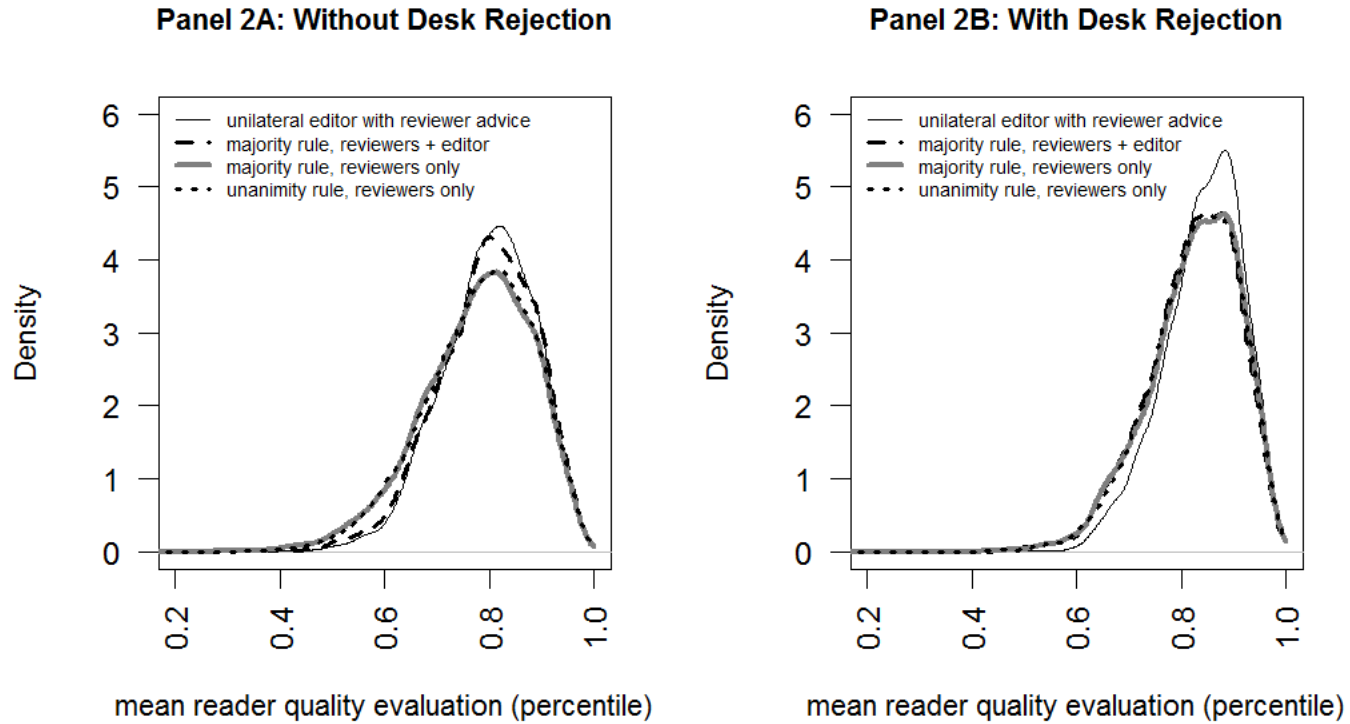 Panel 2A: Without Desk Rejection
6
5
4
3
2
1
0
Density
unilateral editor with reviewer advice
majority rule, reviewers + editor
majority rule, reviewers only
unanimity rule, reviewers only
0.2
0.4
0.6
0.8
1.0
mean reader quality evaluation (percentile)
Panel 2B: With Desk Rejection
6
5
4
3
2
1
0
Density
unilateral editor with reviewer advice
majority rule, reviewers + editor
majority rule, reviewers only
unanimity rule, reviewers only
0.2
0.4
0.6
0.8
1.0
mean reader quality evaluation (percentile)